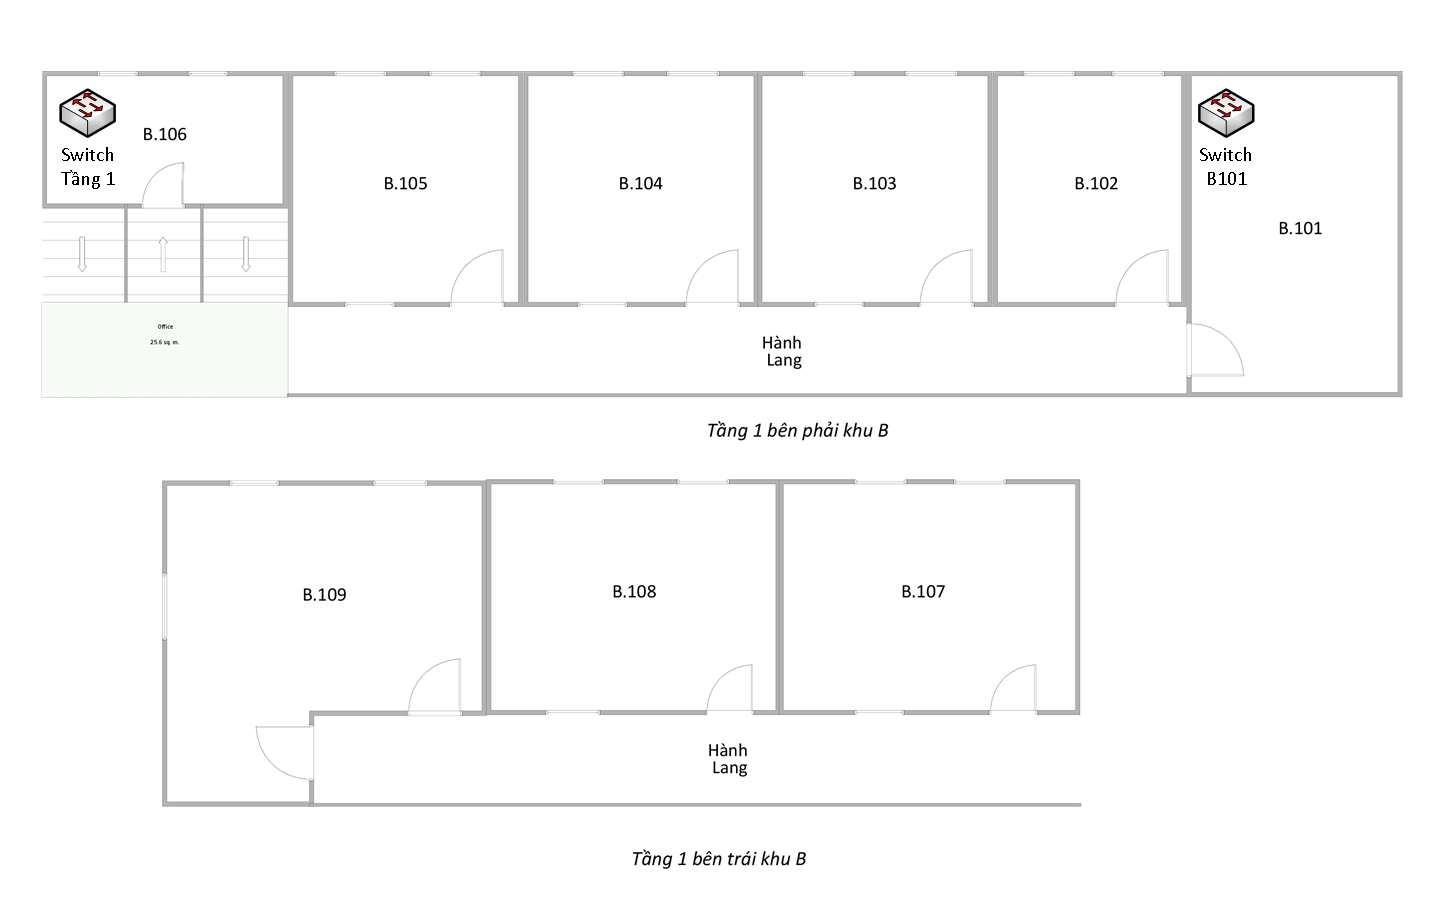 B.106
Switch
Tầng 1
B.105
B.104
B.103
B.102
Switch
B101
B.101
Office
25.6 sq. m.
Hành
Lang
Tầng 1 bên phải khu B
B.109
B.108
B.107
Hành
Lang
Tầng 1 bên trái khu B